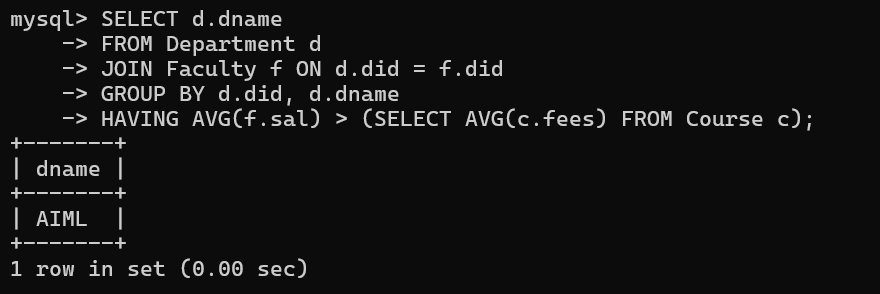 mysql> SELECT d.dname
    -> FROM Department d
    -> JOIN Faculty f ON d.did = f.did
    -> GROUP BY d.did, d.dname
    -> HAVING AVG(f.sal) > (SELECT AVG(c.fees) FROM Course c);
+-------+
| dname |
+-------+
| AIML  |
+-------+
1 row in set (0.00 sec)